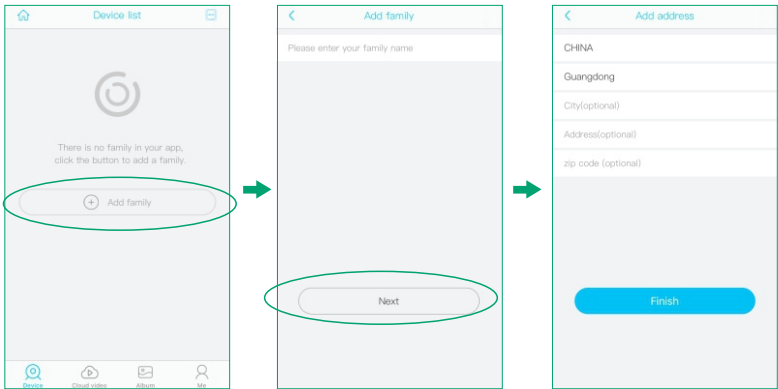 Device list
There is no family in your app,
click the button to add a family.
Add family
Device
Cloud video
Album
Me
Add family
Please enter your family name
Next
Add address
CHINA
Guangdong
City(optional)
Address(optional)
zip code (optional)
Finish